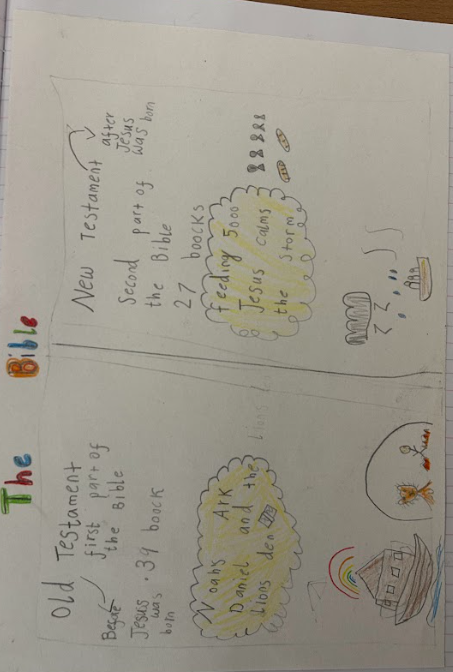 The Bible
Old Testament
first part of
the Bible
Before
Jesus
was
born
39 boock
Noahs Ark
Daniel and the
Lions den
Lions
New Testament
after
Jesus
was born
Second part of
the Bible
27 boocks
feeding 5000
Jesus calms
the storm